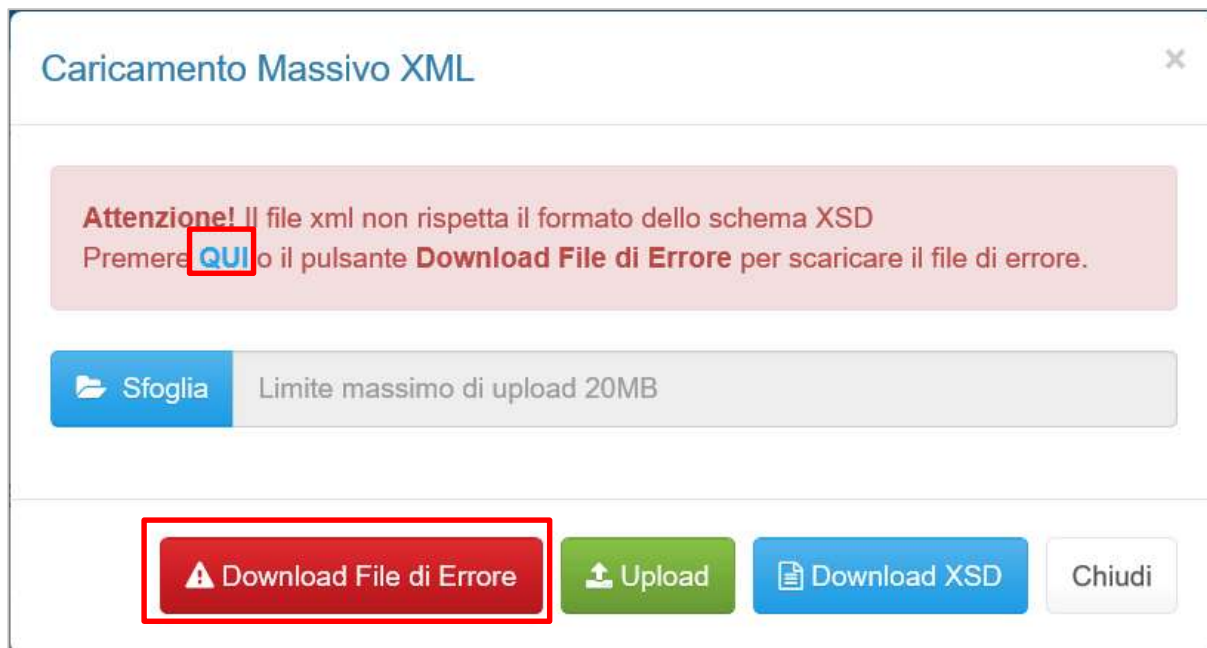 Caricamento Massivo XML
×
Attenzione! Il file xml non rispetta il formato dello schema XSD
Premere QUI o il pulsante Download File di Errore per scaricare il file di errore.
Sfoglia Limite massimo di upload 20MB
Download File di Errore Upload Download XSD Chiudi